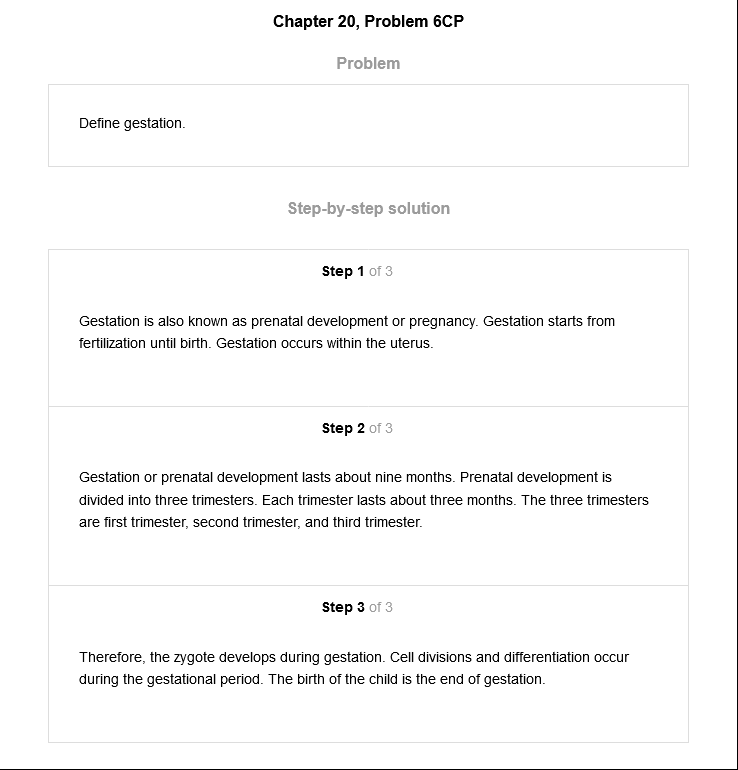 Chapter 20, Problem 6CP
Problem
Define gestation.
Step-by-step solution
Step 1 of 3
Gestation is also known as prenatal development or pregnancy. Gestation starts from
fertilization until birth. Gestation occurs within the uterus.
Step 2 of 3
Gestation or prenatal development lasts about nine months. Prenatal development is
divided into three trimesters. Each trimester lasts about three months. The three trimesters
are first trimester, second trimester, and third trimester.
Step 3 of 3
Therefore, the zygote develops during gestation. Cell divisions and differentiation occur
during the gestational period. The birth of the child is the end of gestation.